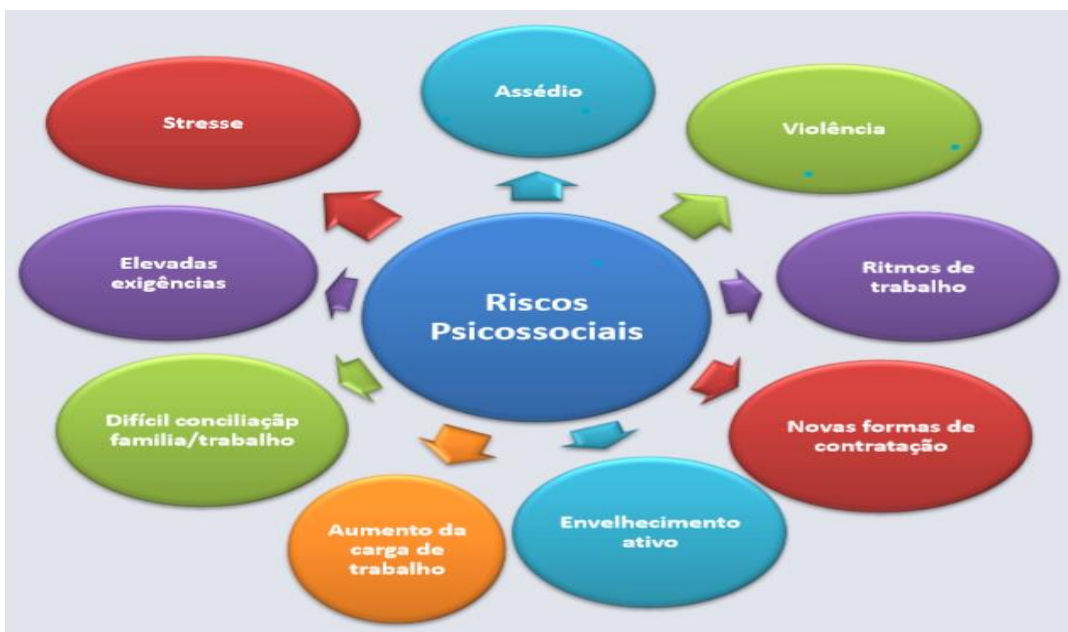 Assédio
Stresse
Violência
Elevadas
exigências
Riscos
Psicossociais
Ritmos de
trabalho
Difícil conciliaçãp
familia/trabalho
Novas formas de
contratação
Aumento da
carga de
trabalho
Envelhecimento
ativo